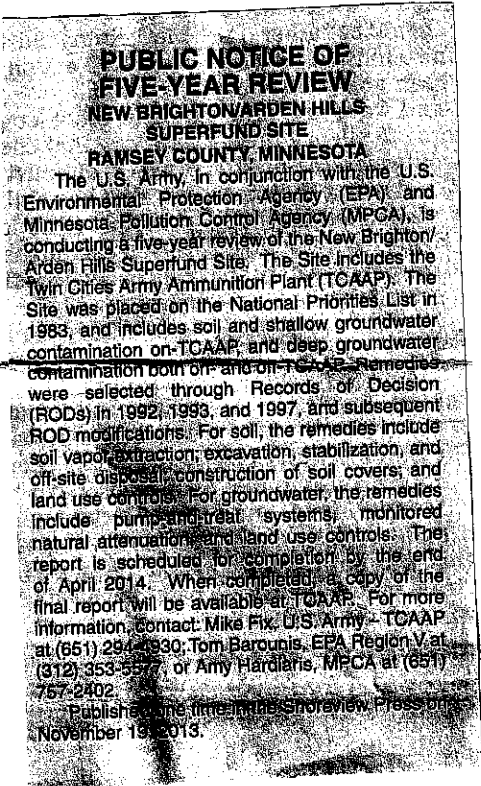 PUBLIC NOTICE OF
FIVE-YEAR REVIEW
NEW BRIGHTON/ARDEN HILLS
SUPERFUND SITE
RAMSEY COUNTY, MINNESOTA
The U.S. Army, in conjunction with the U.S.
Environmental Protection Agency (EPA) and
Minnesota Pollution Control Agency (MPCA), is
conducting a five-year review of the New Brighton/
Arden Hills Superfund Site. The Site includes the
Twin Cities Army Ammunition Plant (TCAAP). The
Site was placed on the National Priorities List in
1983, and includes soil and shallow groundwater
contamination on-TCAAP, and deep groundwater
contamination both on- and off-TCAAP. Remedies
were selected through Records of Decision
(RODs) in 1992, 1993, and 1997, and subsequent
ROD modifications. For soil, the remedies include
soil vapor extraction, excavation, stabilization, and
off-site disposal, construction of soil covers, and
land use controls. For groundwater, the remedies
include pump-and-treat systems, monitored
natural attenuation, and land use controls. The
report is scheduled for completion by the end
of April 2014. When completed, a copy of the
final report will be available at TCAAP. For more
information, contact: Mike Fix, U.S. Army – TCAAP
at (651) Tom Barounis, EPA Region V at
(312) or Amy Hadiaris, MPCA at (651)
757-2402.
Published one time in the Shoreview Press on
November 19, 2013.